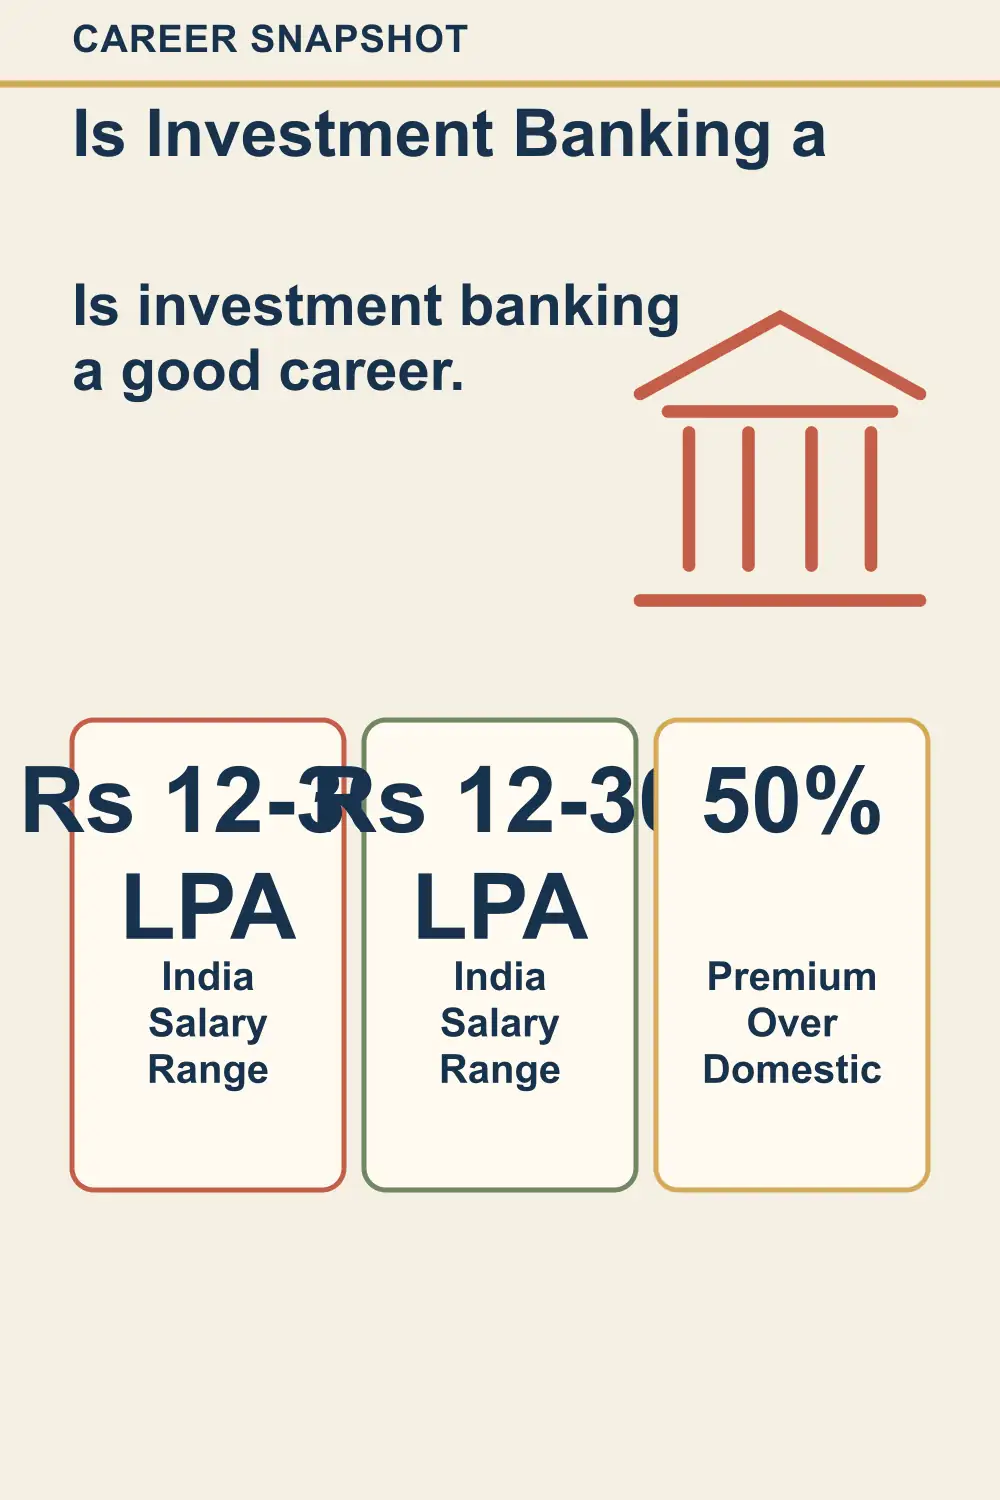 CAREER SNAPSHOT
Is Investment Banking a
Is investment banking
a good career.
Rs 12-3
LPA
India
Salary
Range
Rs 12-30
LPA
India
Salary
Range
50%
Premium
Over
Domestic